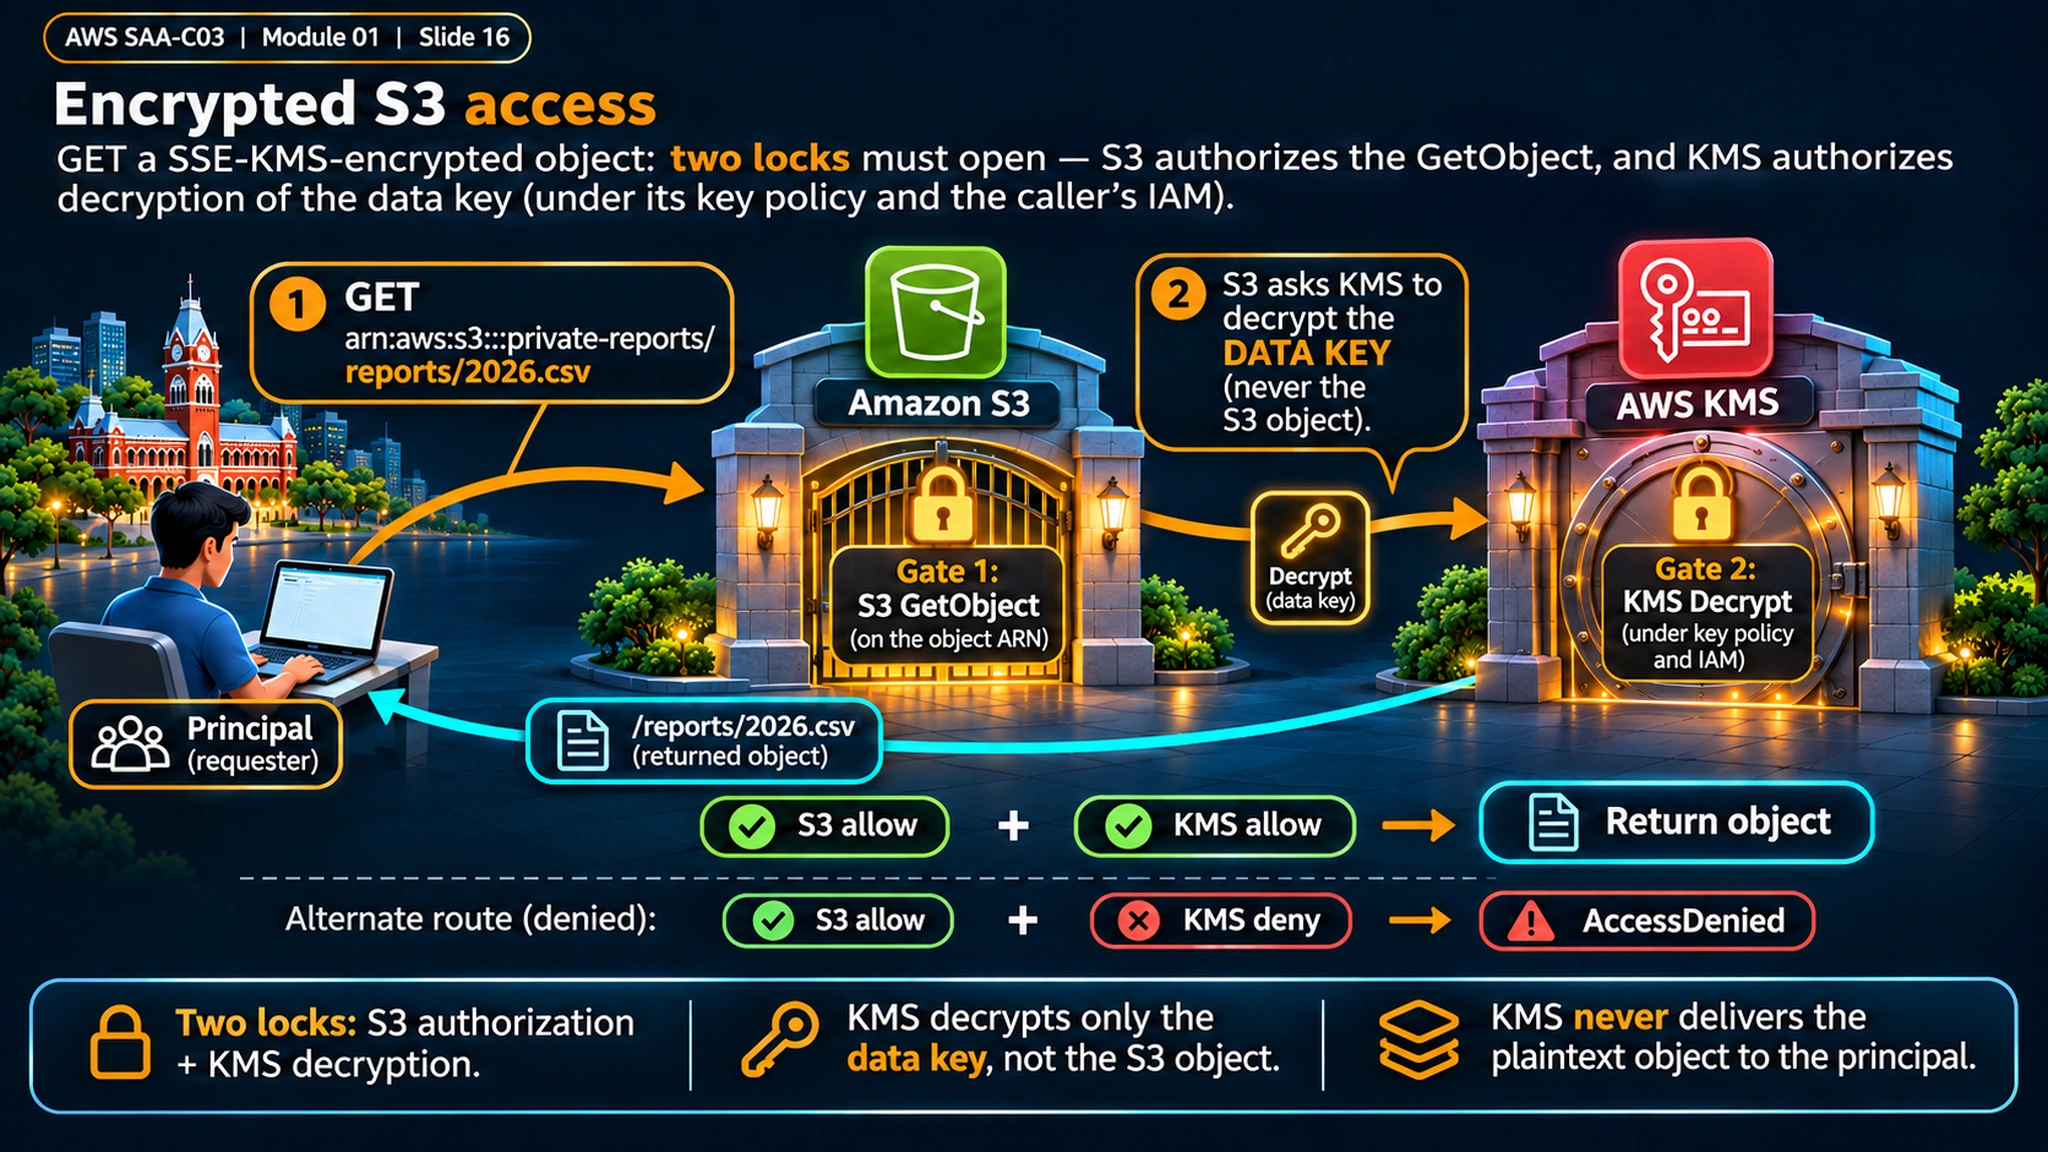 AWS SAA-C03 | Module 01 | Slide 16
Encrypted S3 access
GET a SSE-KMS-encrypted object: two locks must open — S3 authorizes the GetObject, and KMS authorizes
decryption of the data key (under its key policy and the caller's IAM).
1
GET
arn:aws:s3:::private-reports/
reports/2026.csv
Amazon S3
2
S3 asks KMS to
decrypt the
DATA KEY
(never the
S3 object).
AWS KMS
Gate 1:
S3 GetObject
(on the object ARN)
Decrypt
(data key)
Gate 2:
KMS Decrypt
(under key policy
and IAM)
Principal
(requester)
/reports/2026.csv
(returned object)
S3 allow + KMS allow Return object
Alternate route (denied): S3 allow + KMS deny AccessDenied
Two locks: S3 authorization
+ KMS decryption.
KMS decrypts only the
data key, not the S3 object.
KMS never delivers the
plaintext object to the principal.